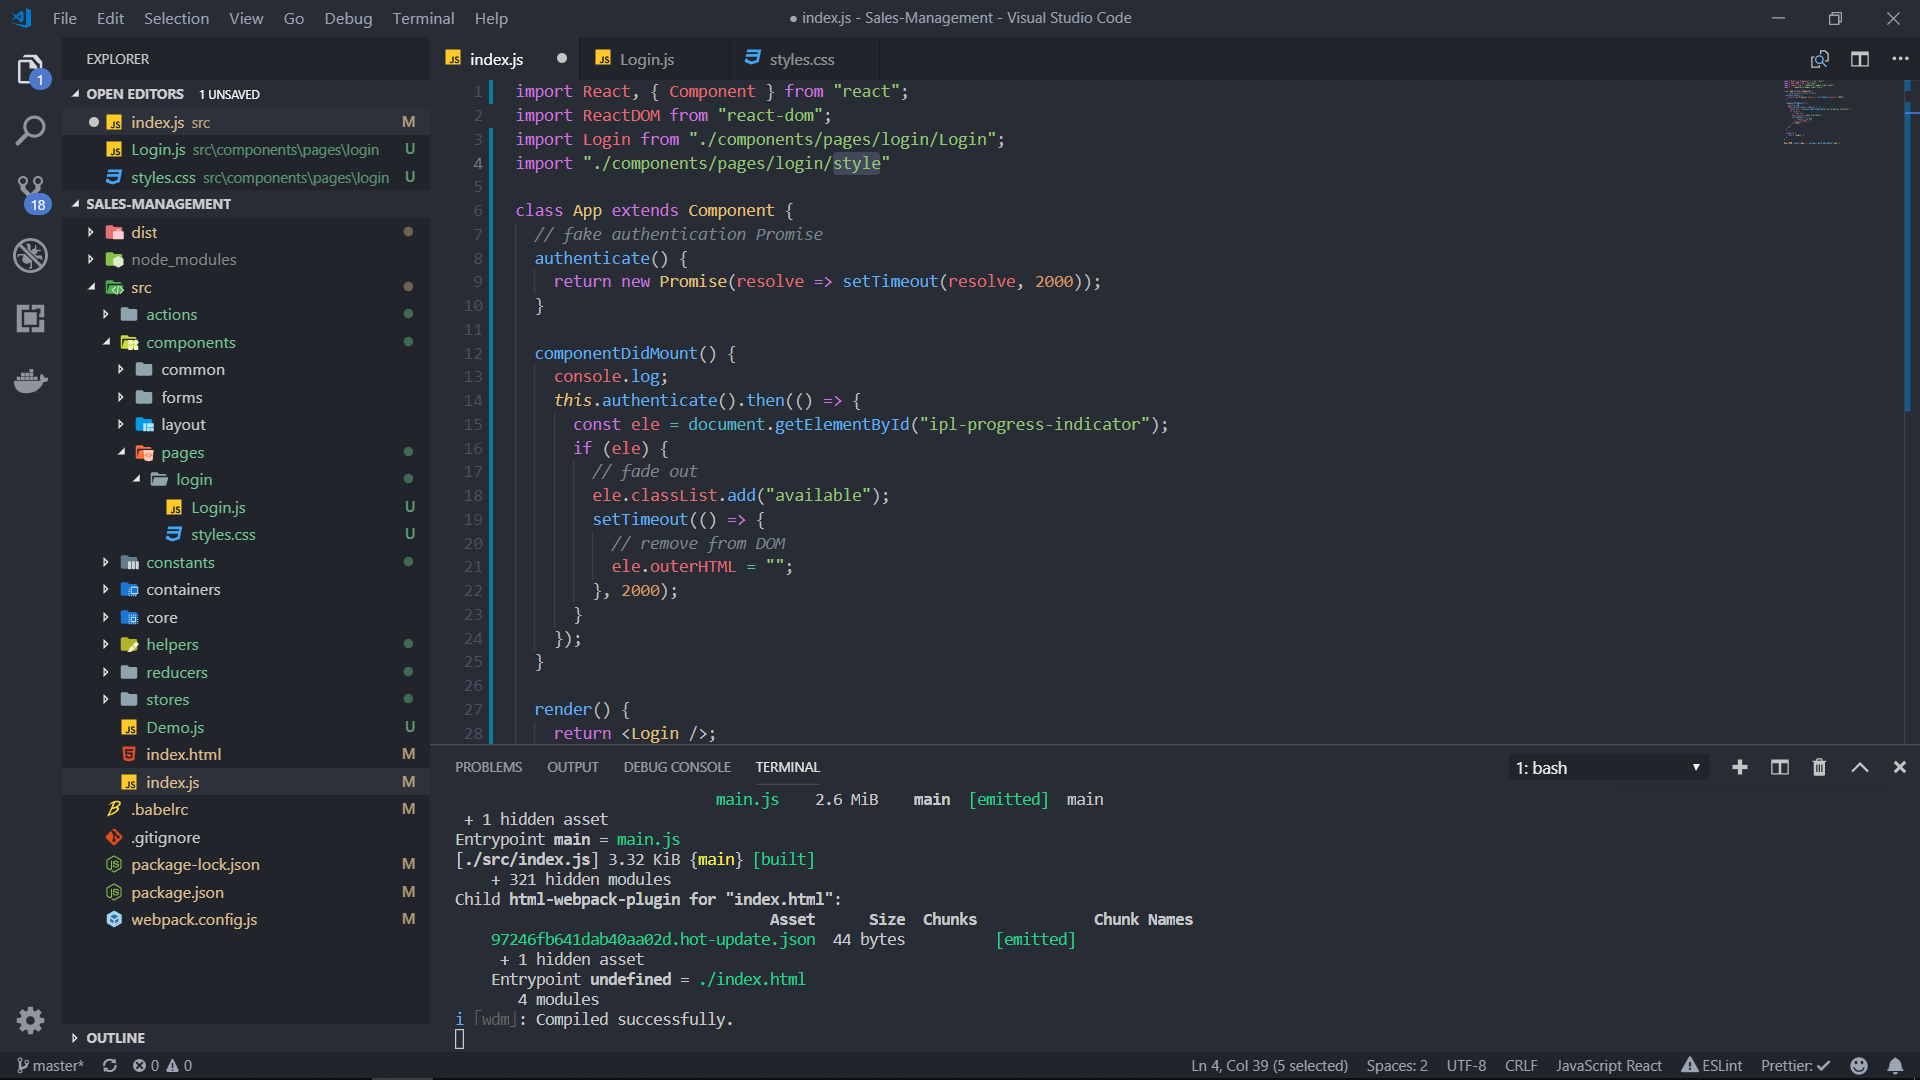 File Edit Selection View Go Debug Terminal Help
● index.js - Sales-Management - Visual Studio Code
EXPLORER
1
OPEN EDITORS 1 UNSAVED
index.js src M
Login.js src\components\pages\login U
styles.css src\components\pages\login U
18
SALES-MANAGEMENT
dist
node_modules
src
actions
components
common
forms
layout
pages
login
Login.js U
styles.css U
constants
containers
core
helpers
reducers
stores
Demo.js U
index.html M
index.js M
.babelrc M
.gitignore
package-lock.json M
package.json M
webpack.config.js M
OUTLINE
index.js Login.js styles.css
1 import React, { Component } from "react";
2 import ReactDOM from "react-dom";
3 import Login from "./components/pages/login/Login";
4 import "./components/pages/login/style"
5
6 class App extends Component {
7 // fake authentication Promise
8 authenticate() {
9 return new Promise(resolve => setTimeout(resolve, 2000));
10 }
11
12 componentDidMount() {
13 console.log;
14 this.authenticate().then(() => {
15 const ele = document.getElementById("ipl-progress-indicator");
16 if (ele) {
17 // fade out
18 ele.classList.add("available");
19 setTimeout(() => {
20 // remove from DOM
21 ele.outerHTML = "";
22 }, 2000);
23 }
24 });
25 }
26
27 render() {
28 return <Login />;
PROBLEMS OUTPUT DEBUG CONSOLE TERMINAL 1: bash
main.js 2.6 MiB main [emitted] main
+ 1 hidden asset
Entrypoint main = main.js
[./src/index.js] 3.32 KiB {main} [built]
+ 321 hidden modules
Child html-webpack-plugin for "index.html":
Asset Size Chunks Chunk Names
97246fb641dab40aa02d.hot-update.json 44 bytes [emitted]
+ 1 hidden asset
Entrypoint undefined = ./index.html
4 modules
i ｢wdm｣: Compiled successfully.
master* 0 0 Ln 4, Col 39 (5 selected) Spaces: 2 UTF-8 CRLF JavaScript React ESLint Prettier: ✓